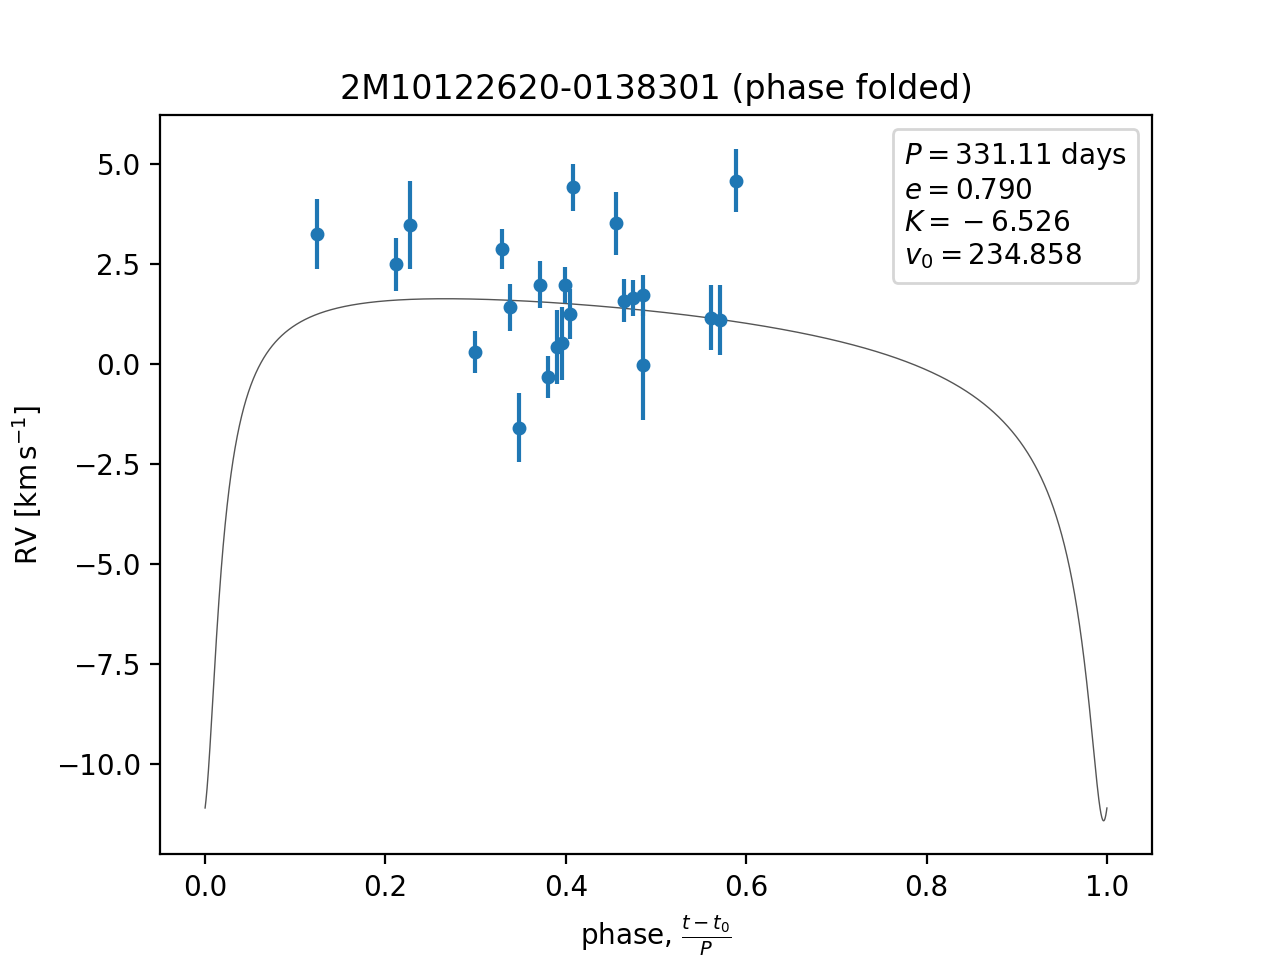 2M10122620-0138301 (phase folded)
P = 331.11 days
e = 0.790
K = −6.526
v₀ = 234.858
RV [km s⁻¹]
5.0
2.5
0.0
−2.5
−5.0
−7.5
−10.0
0.0 0.2 0.4 0.6 0.8 1.0
phase, (t − t₀)/P